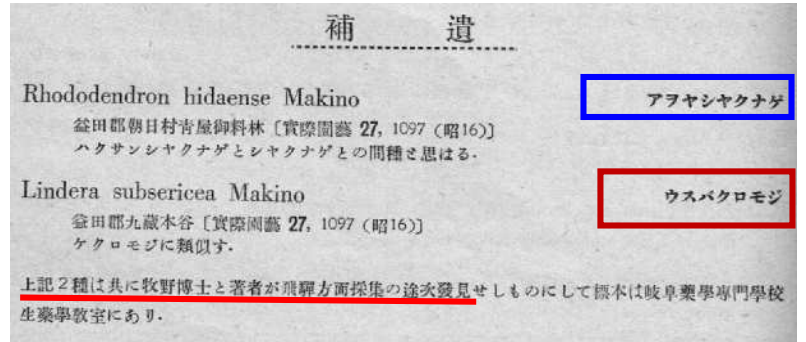 補遺
Rhododendron hidaense Makino アヲヤシヤクナゲ
益田郡朝日村青屋御料林〔實際園藝 27, 1097 (昭16)〕
ハクサンシヤクナゲとシヤクナゲとの間種と思はる.
Lindera subsericea Makino ウスバクロモジ
益田郡九蔵本谷〔實際園藝 27, 1097 (昭16)〕
ケクロモジに類似す.
上記2種は共に牧野博士と著者が飛驒方面採集の途次發見せしものにして標本は岐阜藥學専門學校
生藥學敎室にあり.